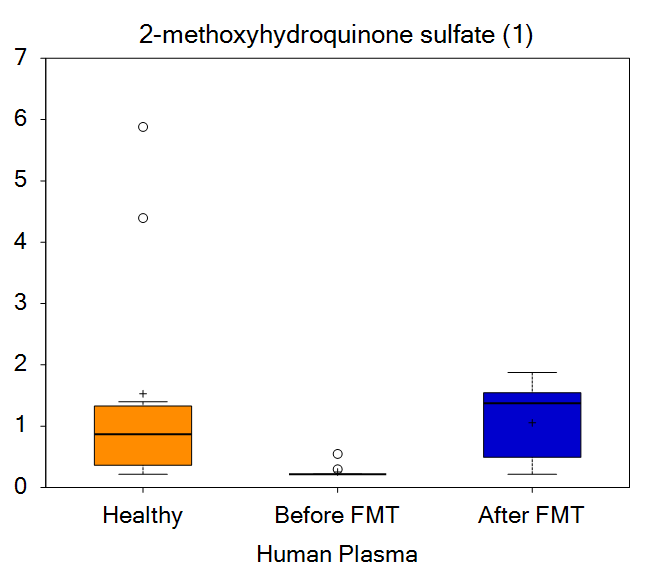 2-methoxyhydroquinone sulfate (1)
7
6
5
4
3
2
1
0
Healthy Before FMT After FMT
Human Plasma